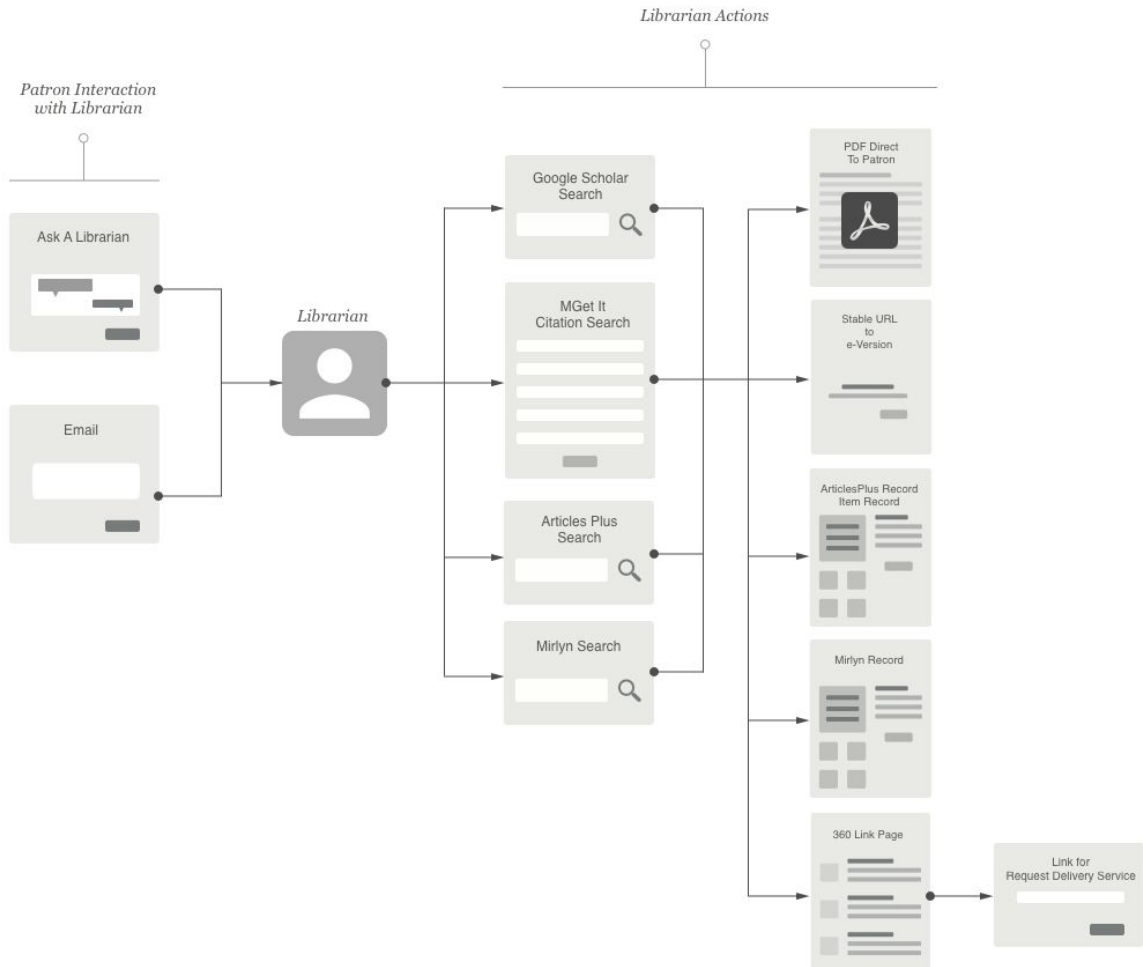 Librarian Actions
Patron Interaction
with Librarian
Ask A Librarian
Email
Librarian
Google Scholar
Search
MGet It
Citation Search
Articles Plus
Search
Mirlyn Search
PDF Direct
To Patron
Stable URL
to
e-Version
ArticlesPlus Record
Item Record
Mirlyn Record
360 Link Page
Link for
Request Delivery Service